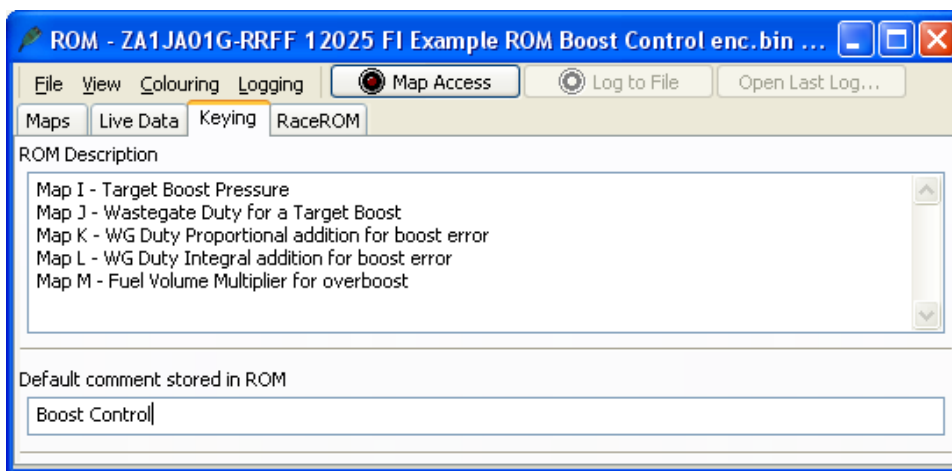 ROM - ZA1JA01G-RRFF 12025 FI Example ROM Boost Control enc.bin ...
File View Colouring Logging Map Access Log to File Open Last Log...
Maps Live Data Keying RaceROM
ROM Description
Map I - Target Boost Pressure
Map J - Wastegate Duty for a Target Boost
Map K - WG Duty Proportional addition for boost error
Map L - WG Duty Integral addition for boost error
Map M - Fuel Volume Multiplier for overboost
Default comment stored in ROM
Boost Control